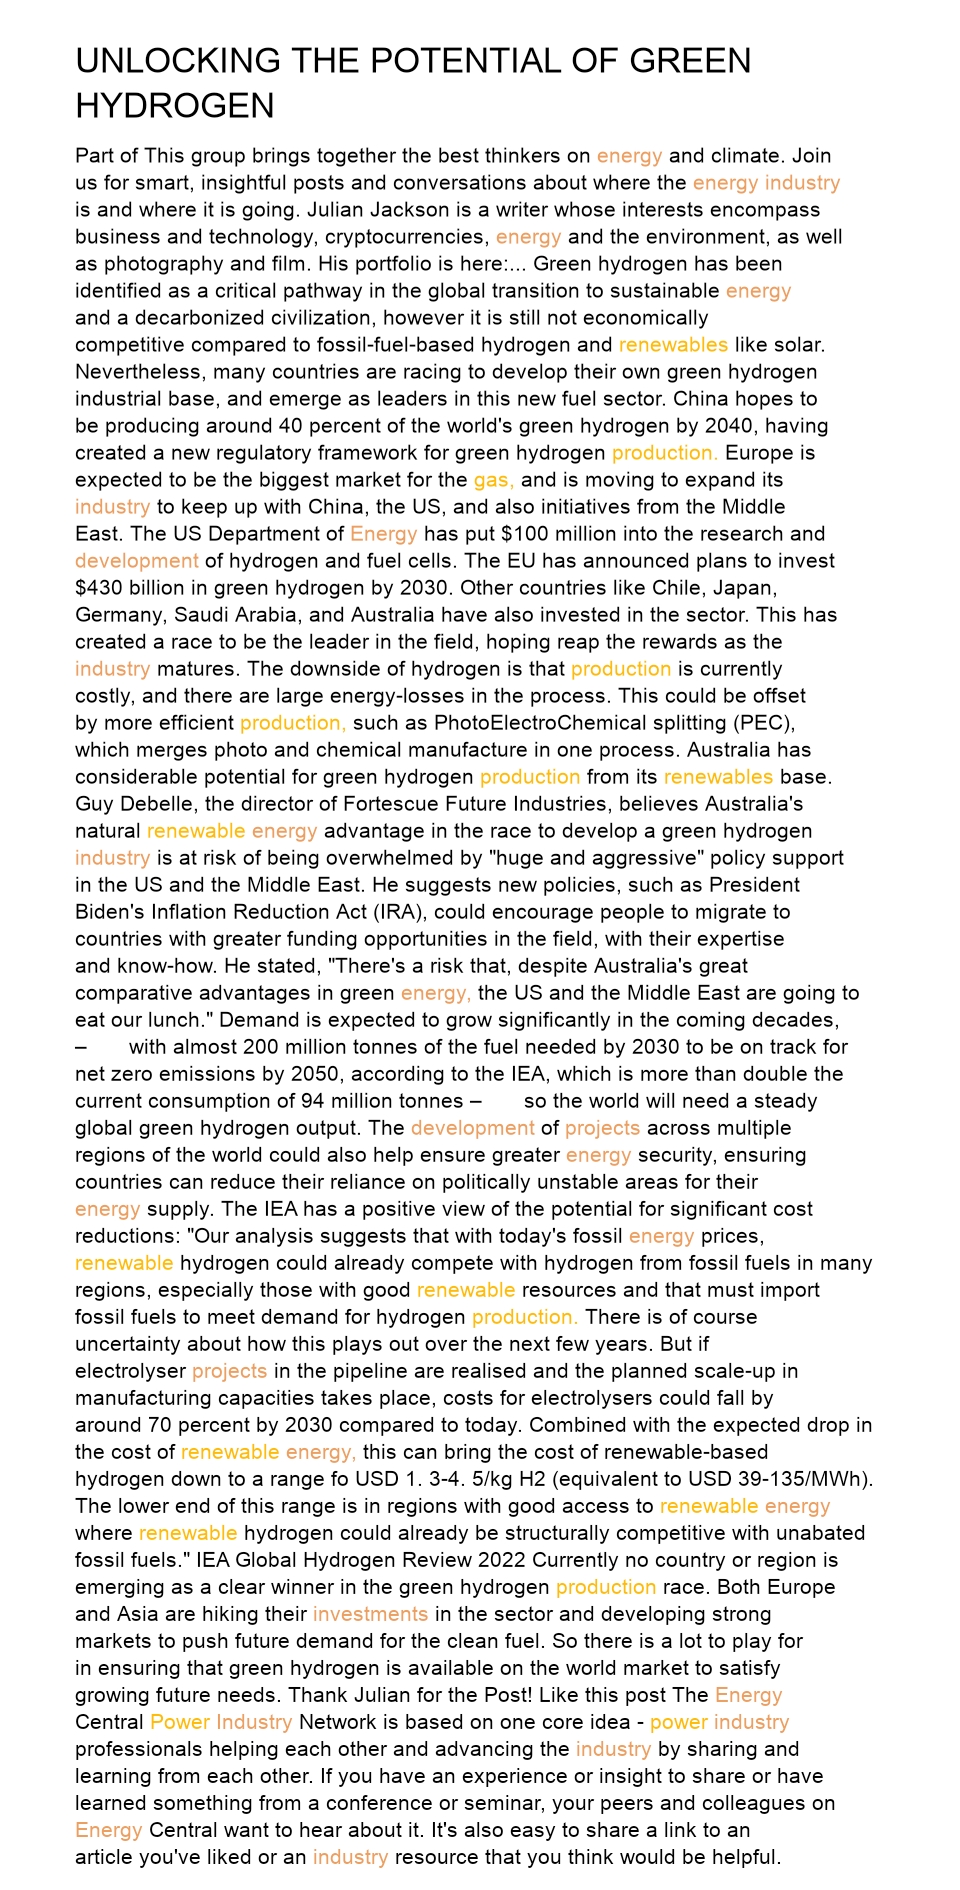 UNLOCKING THE POTENTIAL OF GREEN
HYDROGEN
Part of This group brings together the best thinkers on energy and climate. Join
us for smart, insightful posts and conversations about where the energy industry
is and where it is going. Julian Jackson is a writer whose interests encompass
business and technology, cryptocurrencies, energy and the environment, as well
as photography and film. His portfolio is here:... Green hydrogen has been
identified as a critical pathway in the global transition to sustainable energy
and a decarbonized civilization, however it is still not economically
competitive compared to fossil-fuel-based hydrogen and renewables like solar.
Nevertheless, many countries are racing to develop their own green hydrogen
industrial base, and emerge as leaders in this new fuel sector. China hopes to
be producing around 40 percent of the world's green hydrogen by 2040, having
created a new regulatory framework for green hydrogen production. Europe is
expected to be the biggest market for the gas, and is moving to expand its
industry to keep up with China, the US, and also initiatives from the Middle
East. The US Department of Energy has put $100 million into the research and
development of hydrogen and fuel cells. The EU has announced plans to invest
$430 billion in green hydrogen by 2030. Other countries like Chile, Japan,
Germany, Saudi Arabia, and Australia have also invested in the sector. This has
created a race to be the leader in the field, hoping reap the rewards as the
industry matures. The downside of hydrogen is that production is currently
costly, and there are large energy-losses in the process. This could be offset
by more efficient production, such as PhotoElectroChemical splitting (PEC),
which merges photo and chemical manufacture in one process. Australia has
considerable potential for green hydrogen production from its renewables base.
Guy Debelle, the director of Fortescue Future Industries, believes Australia's
natural renewable energy advantage in the race to develop a green hydrogen
industry is at risk of being overwhelmed by "huge and aggressive" policy support
in the US and the Middle East. He suggests new policies, such as President
Biden's Inflation Reduction Act (IRA), could encourage people to migrate to
countries with greater funding opportunities in the field, with their expertise
and know-how. He stated, "There's a risk that, despite Australia's great
comparative advantages in green energy, the US and the Middle East are going to
eat our lunch." Demand is expected to grow significantly in the coming decades,
– with almost 200 million tonnes of the fuel needed by 2030 to be on track for
net zero emissions by 2050, according to the IEA, which is more than double the
current consumption of 94 million tonnes – so the world will need a steady
global green hydrogen output. The development of projects across multiple
regions of the world could also help ensure greater energy security, ensuring
countries can reduce their reliance on politically unstable areas for their
energy supply. The IEA has a positive view of the potential for significant cost
reductions: "Our analysis suggests that with today's fossil energy prices,
renewable hydrogen could already compete with hydrogen from fossil fuels in many
regions, especially those with good renewable resources and that must import
fossil fuels to meet demand for hydrogen production. There is of course
uncertainty about how this plays out over the next few years. But if
electrolyser projects in the pipeline are realised and the planned scale-up in
manufacturing capacities takes place, costs for electrolysers could fall by
around 70 percent by 2030 compared to today. Combined with the expected drop in
the cost of renewable energy, this can bring the cost of renewable-based
hydrogen down to a range fo USD 1. 3-4. 5/kg H2 (equivalent to USD 39-135/MWh).
The lower end of this range is in regions with good access to renewable energy
where renewable hydrogen could already be structurally competitive with unabated
fossil fuels." IEA Global Hydrogen Review 2022 Currently no country or region is
emerging as a clear winner in the green hydrogen production race. Both Europe
and Asia are hiking their investments in the sector and developing strong
markets to push future demand for the clean fuel. So there is a lot to play for
in ensuring that green hydrogen is available on the world market to satisfy
growing future needs. Thank Julian for the Post! Like this post The Energy
Central Power Industry Network is based on one core idea - power industry
professionals helping each other and advancing the industry by sharing and
learning from each other. If you have an experience or insight to share or have
learned something from a conference or seminar, your peers and colleagues on
Energy Central want to hear about it. It's also easy to share a link to an
article you've liked or an industry resource that you think would be helpful.